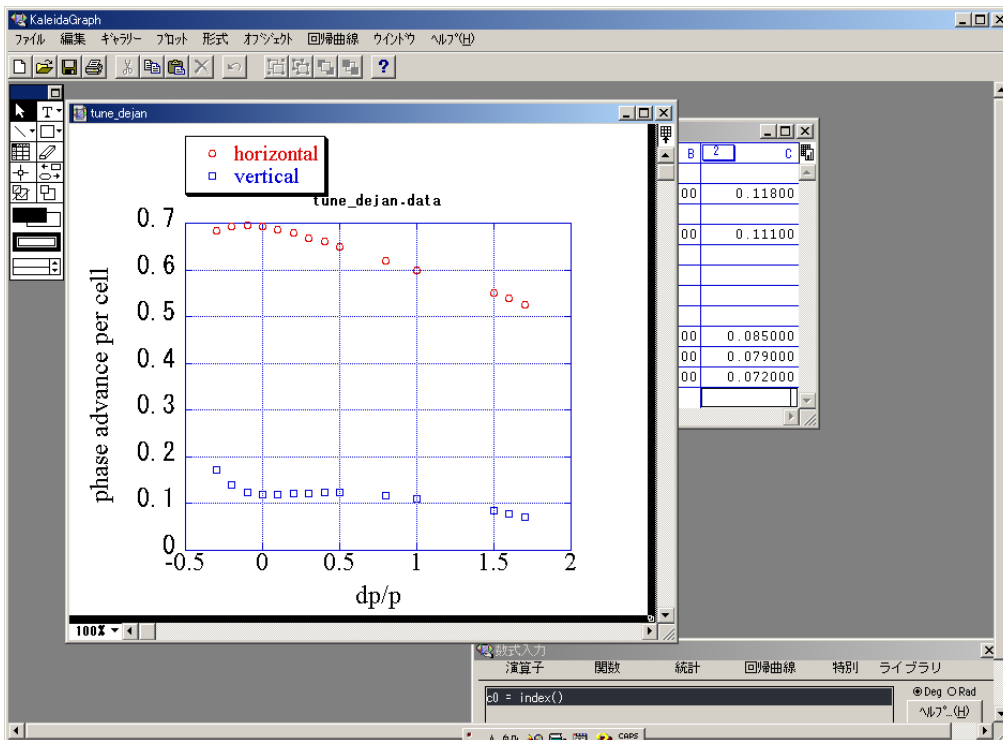 KaleidaGraph
ファイル 編集 ギャラリー プロット 形式 オブジェクト 回帰曲線 ウインドウ ヘルプ(H)
T
tune_dejan
horizontal
vertical
tune_dejan.data
phase advance per cell
0.7
0.6
0.5
0.4
0.3
0.2
0.1
0
-0.5 0 0.5 1 1.5 2
dp/p
100%
B 2 C
00 0.11800
00 0.11100
00 0.085000
00 0.079000
00 0.072000
数式入力
演算子 関数 統計 回帰曲線 特別 ライブラリ
c0 = index()
Deg Rad
ヘルプ...(H)
CAPS